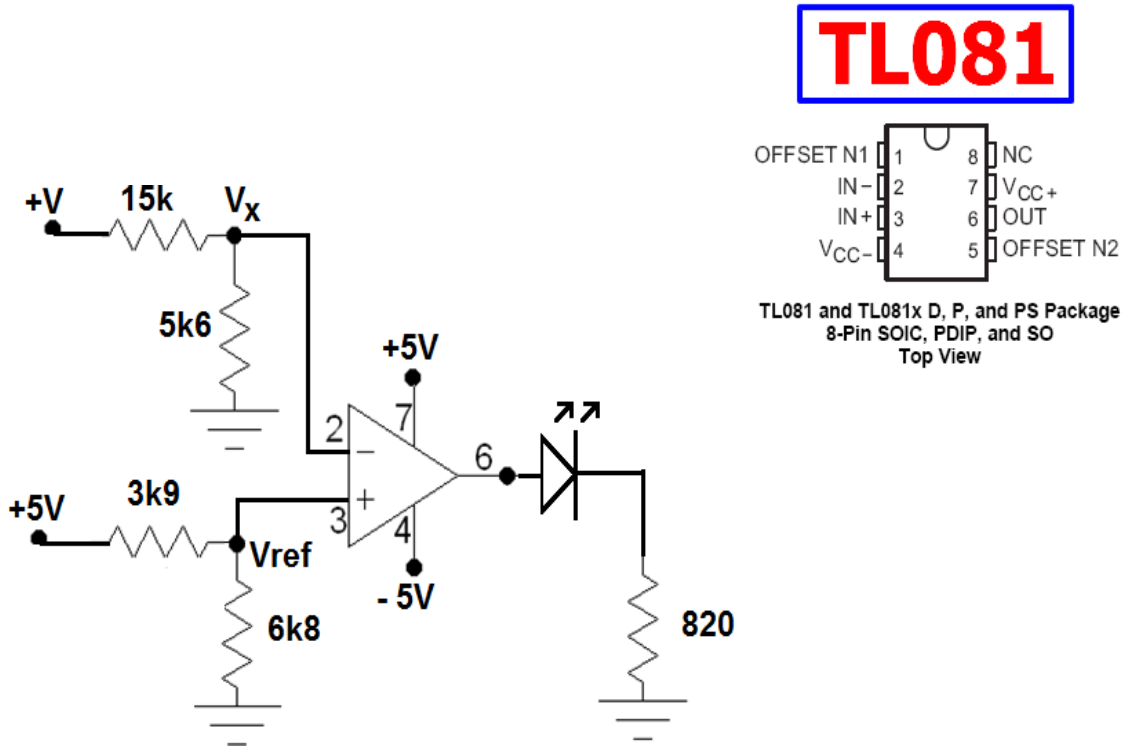 TL081
OFFSET N1 1 8 NC
IN- 2 7 VCC+
IN+ 3 6 OUT
VCC- 4 5 OFFSET N2
TL081 and TL081x D, P, and PS Package
8-Pin SOIC, PDIP, and SO
Top View
+V
15k
Vx
5k6
+5V
2
7
-
6
+
3
4
+5V
3k9
Vref
- 5V
6k8
820